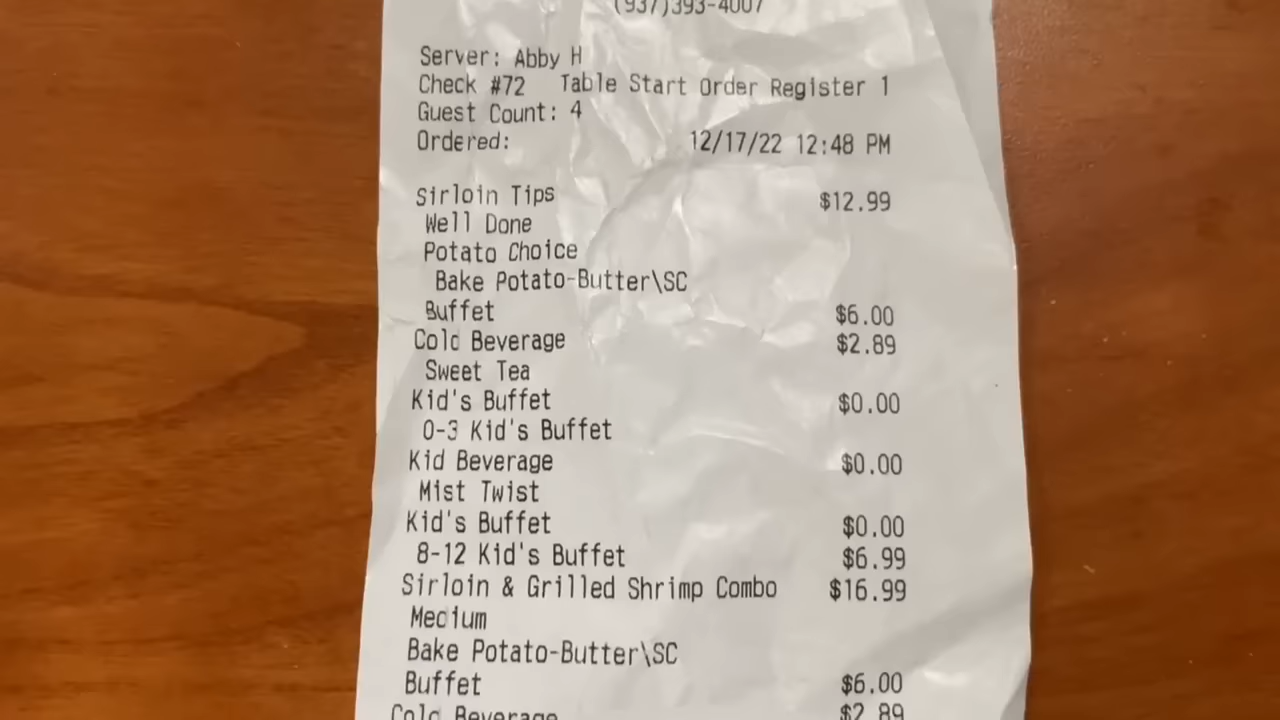 (937)393-4007
Server: Abby H
Check #72 Table Start Order Register 1
Guest Count: 4
Ordered: 12/17/22 12:48 PM
Sirloin Tips $12.99
Well Done
Potato Choice
Bake Potato-Butter\SC
Buffet $6.00
Cold Beverage $2.89
Sweet Tea
Kid's Buffet $0.00
0-3 Kid's Buffet
Kid Beverage $0.00
Mist Twist
Kid's Buffet $0.00
8-12 Kid's Buffet $6.99
Sirloin & Grilled Shrimp Combo $16.99
Medium
Bake Potato-Butter\SC
Buffet $6.00
Cold Beverage $2.89